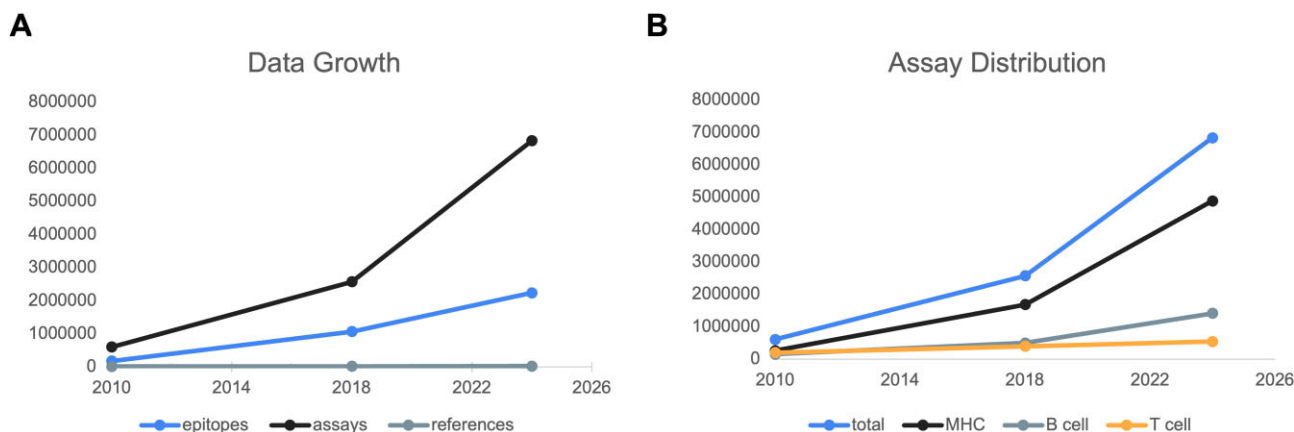 A
Data Growth
8000000
7000000
6000000
5000000
4000000
3000000
2000000
1000000
0
2010 2014 2018 2022 2026
epitopes assays references
B
Assay Distribution
8000000
7000000
6000000
5000000
4000000
3000000
2000000
1000000
0
2010 2014 2018 2022 2026
total MHC B cell T cell